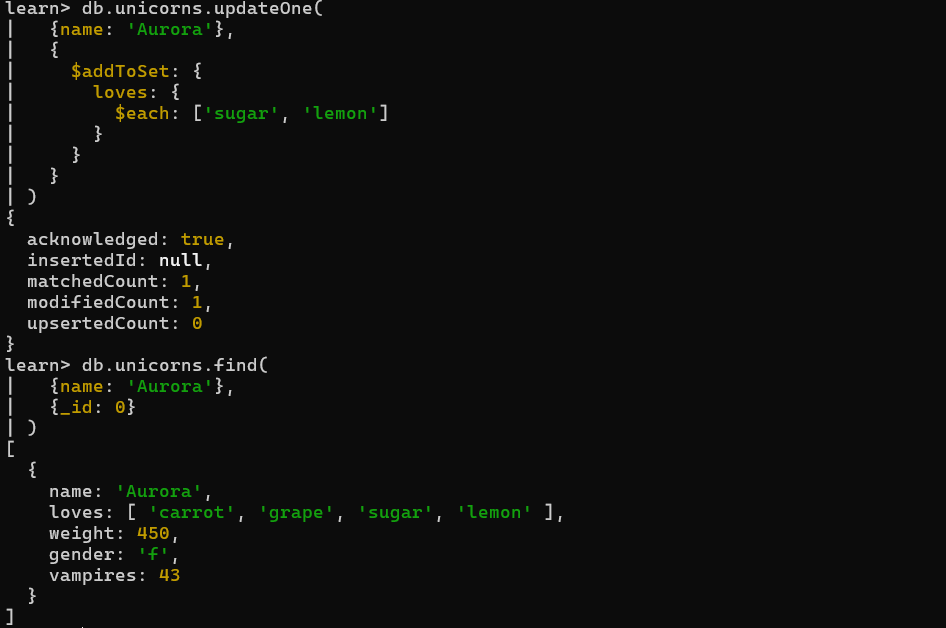 learn> db.unicorns.updateOne(
|   {name: 'Aurora'},
|   {
|     $addToSet: {
|       loves: {
|         $each: ['sugar', 'lemon']
|       }
|     }
|   }
| )
{
  acknowledged: true,
  insertedId: null,
  matchedCount: 1,
  modifiedCount: 1,
  upsertedCount: 0
}
learn> db.unicorns.find(
|   {name: 'Aurora'},
|   {_id: 0}
| )
[
  {
    name: 'Aurora',
    loves: [ 'carrot', 'grape', 'sugar', 'lemon' ],
    weight: 450,
    gender: 'f',
    vampires: 43
  }
]